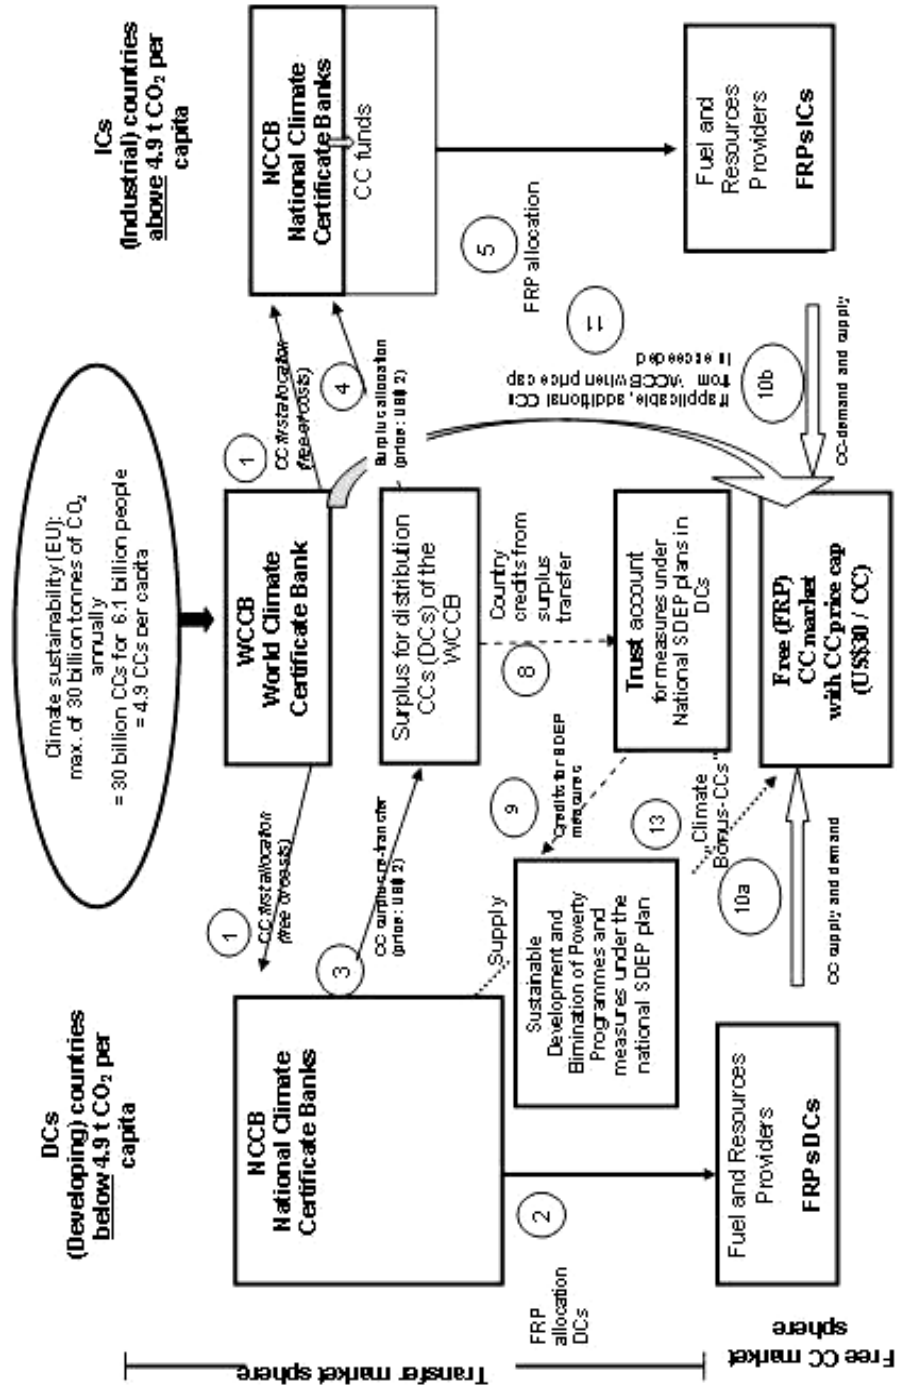 DCs
(Developing) countries
below 4.9 t CO₂ per
capita
Climate sustainability (EU):
max. of 30 billion tonnes of CO₂
annually
= 30 billion CCs for 6.1 billion people
= 4.9 CCs per capita
ICs
(Industrial) countries
above 4.9 t CO₂ per
capita
NCCB
National Climate
Certificate Banks
1
CC first allocation
(free of costs)
WCCB
World Climate
Certificate Bank
1
CC first allocation
(free of costs)
NCCB
National Climate
Certificate Banks
CC funds
3
CC surplus re-transfer
(price: US$ 2)
Surplus for distribution
CCs (DCs) of the
WCCB
4
Surplus allocation
(price: US$ 2)
2
FRP
allocation
DCs
Supply
Sustainable
Development and
Elimination of Poverty
Programmes and
measures under the
national SDEP plan
9
Credits for SDEP
measures
8
Country
credits from
surplus
transfer
5
FRP allocation
Trust account
for measures under
National SDEP plans in
DCs
11
If applicable, additional CCs
from WCCB when price cap
is exceeded
13
"Climate
Bonus-CCs"
Fuel and Resources
Providers
FRPsDCs
10a
CC supply and demand
Free (FRP)
CC market
with CC price cap
(US$30 / CC)
10b
CC-demand and supply
Fuel and
Resources
Providers
FRPsICs
Transfer market sphere
Free CC market
sphere